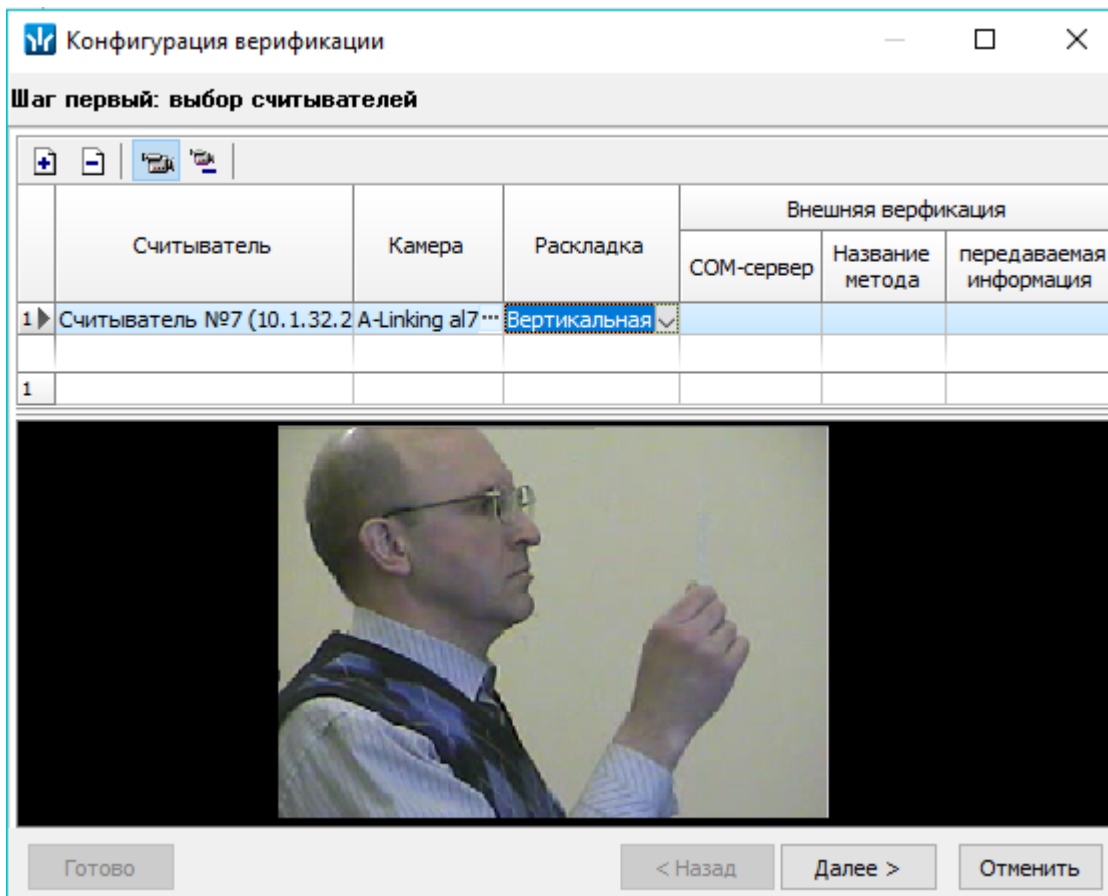 Конфигурация верификации
Шаг первый: выбор считывателей
Считыватель
Камера
Раскладка
Внешняя верфикация
COM-сервер
Название
метода
передаваемая
информация
1 Считыватель №7 (10.1.32.2 A-Linking al7 ... Вертикальная
1
Готово
< Назад
Далее >
Отменить